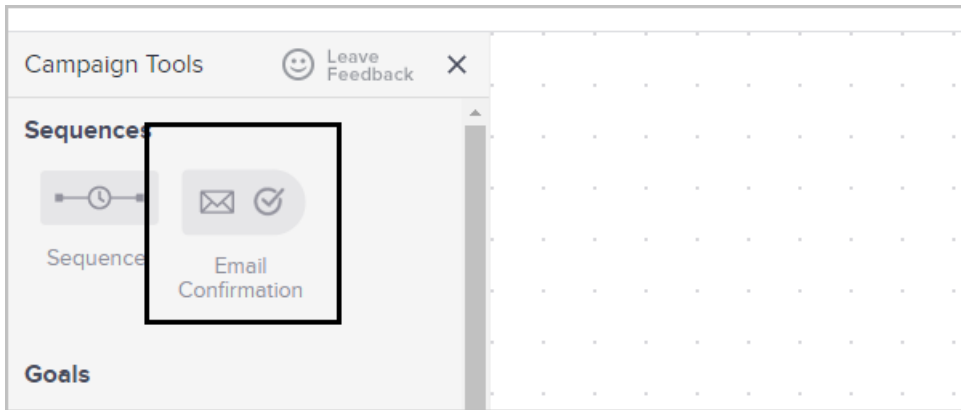 Campaign Tools
Leave
Feedback
Sequences
Sequence
Email
Confirmation
Goals